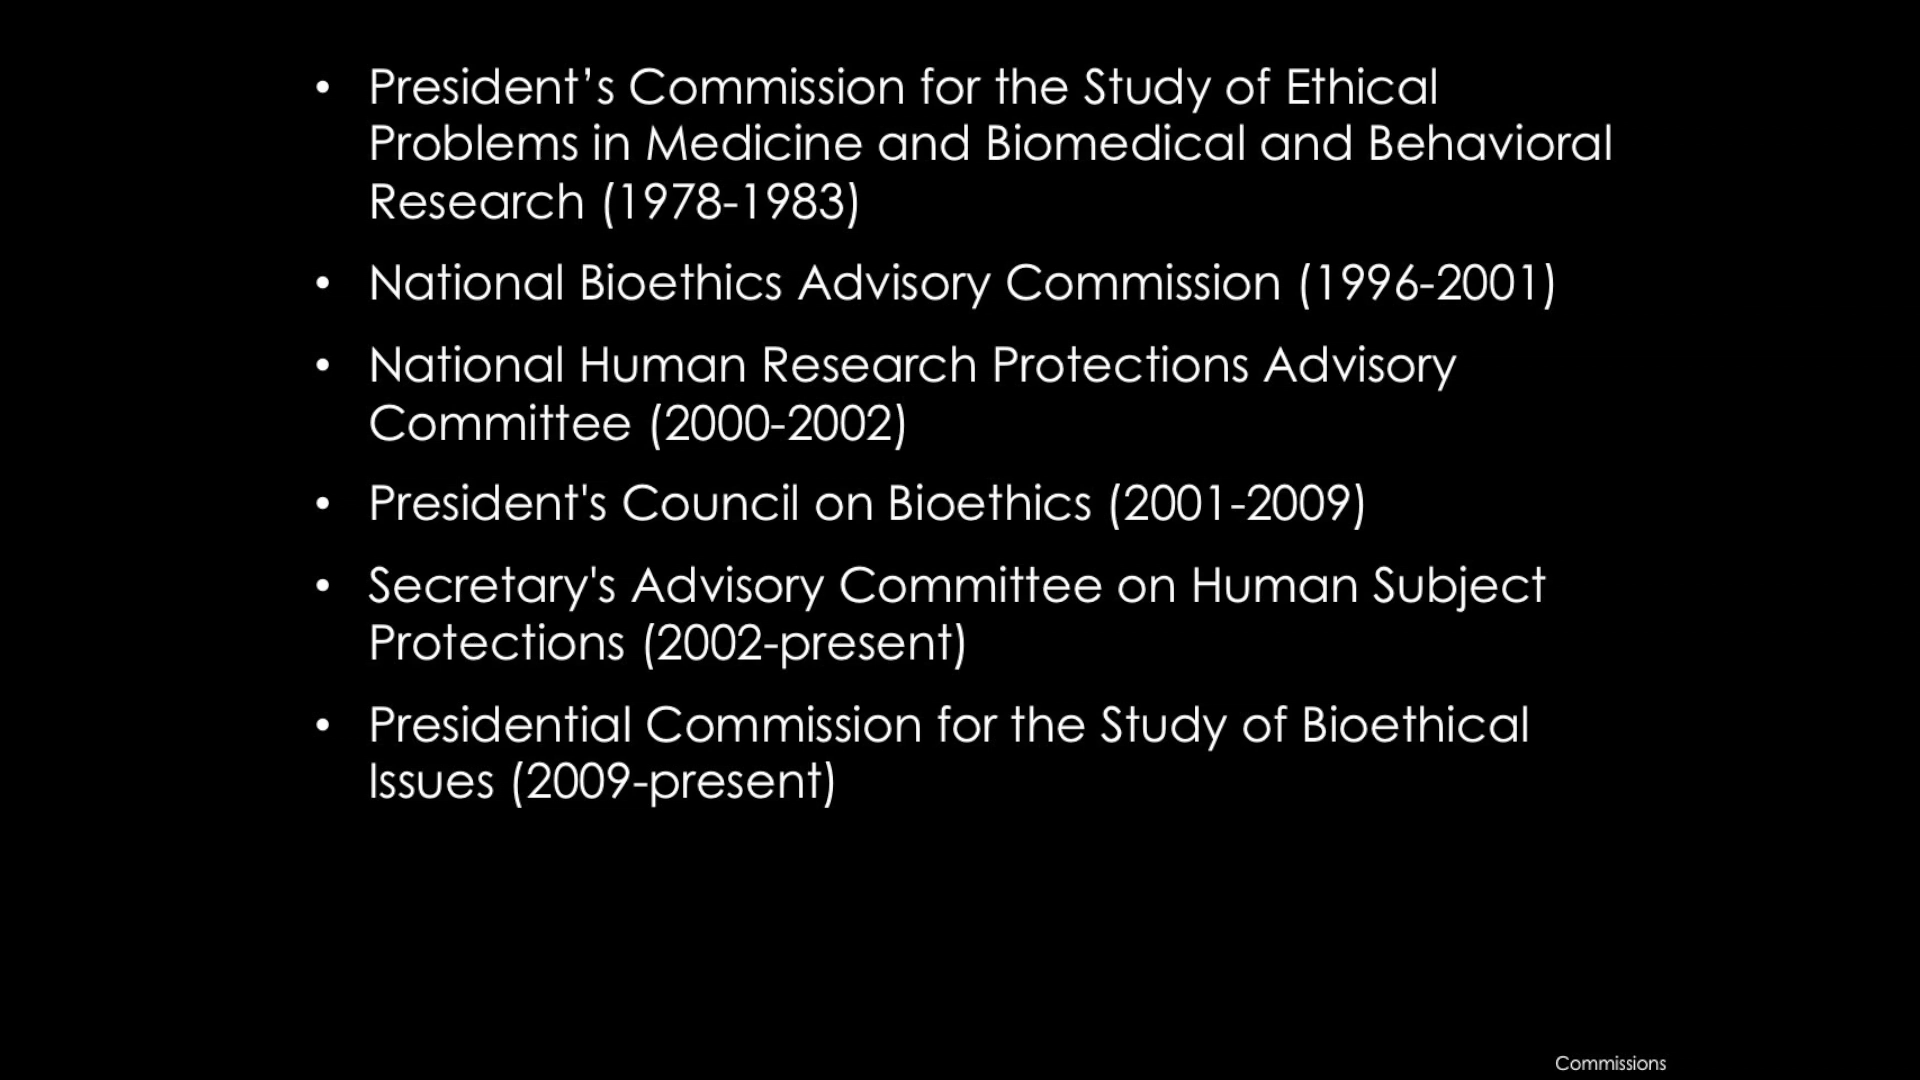 • President’s Commission for the Study of Ethical
Problems in Medicine and Biomedical and Behavioral
Research (1978-1983)
• National Bioethics Advisory Commission (1996-2001)
• National Human Research Protections Advisory
Committee (2000-2002)
• President's Council on Bioethics (2001-2009)
• Secretary's Advisory Committee on Human Subject
Protections (2002-present)
• Presidential Commission for the Study of Bioethical
Issues (2009-present)
Commissions